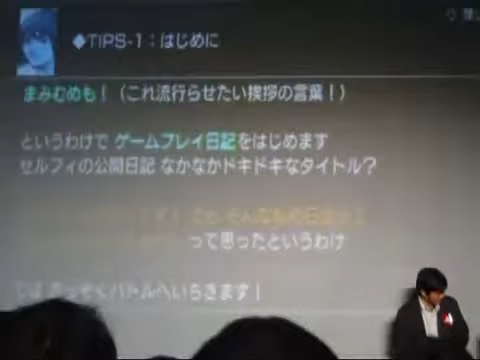 ◆TIPS-1：はじめに
まみむめも！（これ流行らせたい挨拶の言葉！）
というわけで ゲームプレイ日記をはじめます
セルフィの公開日記 なかなかドキドキなタイトル？
って思ったというわけ
さっそくバトルへいらきます！